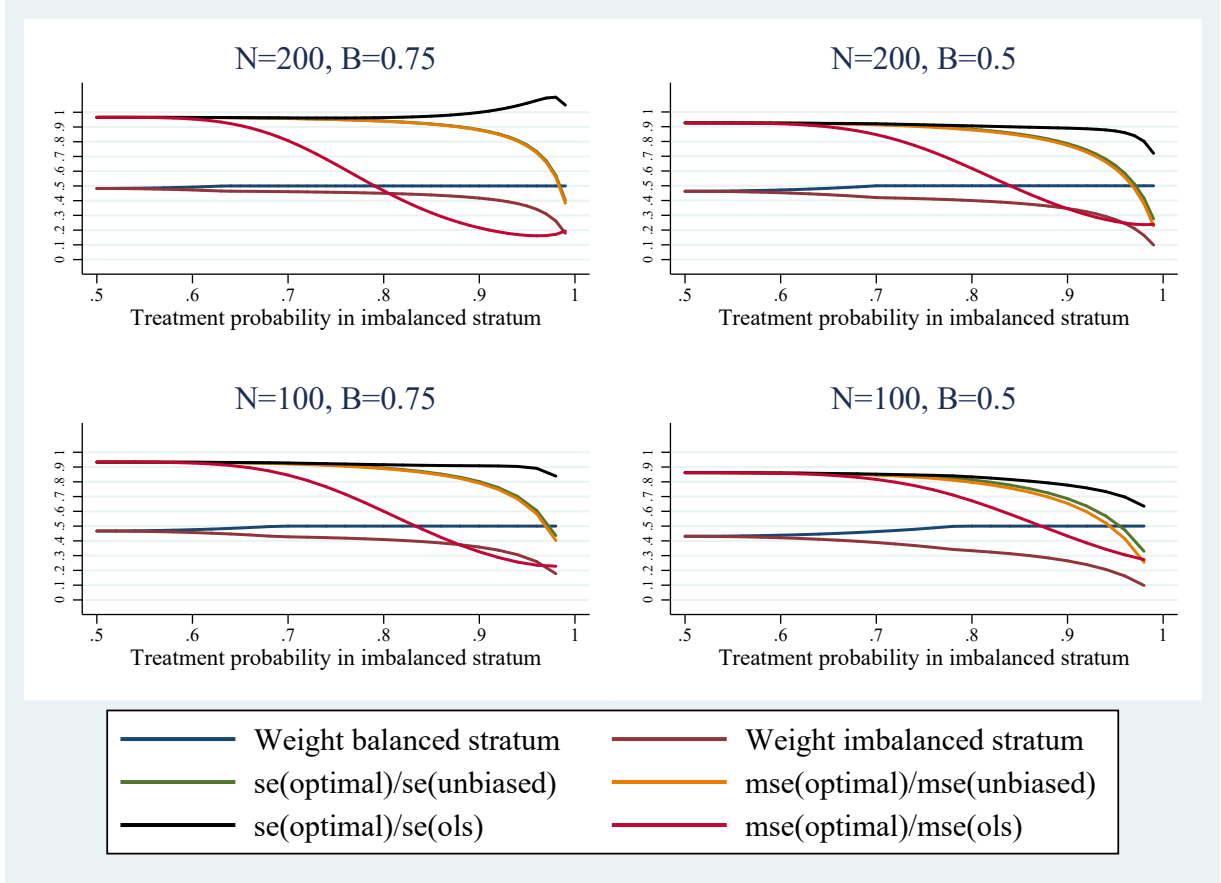 N=200, B=0.75
0 .1 .2 .3 .4 .5 .6 .7 .8 .9 1
.5 .6 .7 .8 .9 1
Treatment probability in imbalanced stratum
N=200, B=0.5
0 .1 .2 .3 .4 .5 .6 .7 .8 .9 1
.5 .6 .7 .8 .9 1
Treatment probability in imbalanced stratum
N=100, B=0.75
0 .1 .2 .3 .4 .5 .6 .7 .8 .9 1
.5 .6 .7 .8 .9 1
Treatment probability in imbalanced stratum
N=100, B=0.5
0 .1 .2 .3 .4 .5 .6 .7 .8 .9 1
.5 .6 .7 .8 .9 1
Treatment probability in imbalanced stratum
Weight balanced stratum
Weight imbalanced stratum
se(optimal)/se(unbiased)
mse(optimal)/mse(unbiased)
se(optimal)/se(ols)
mse(optimal)/mse(ols)